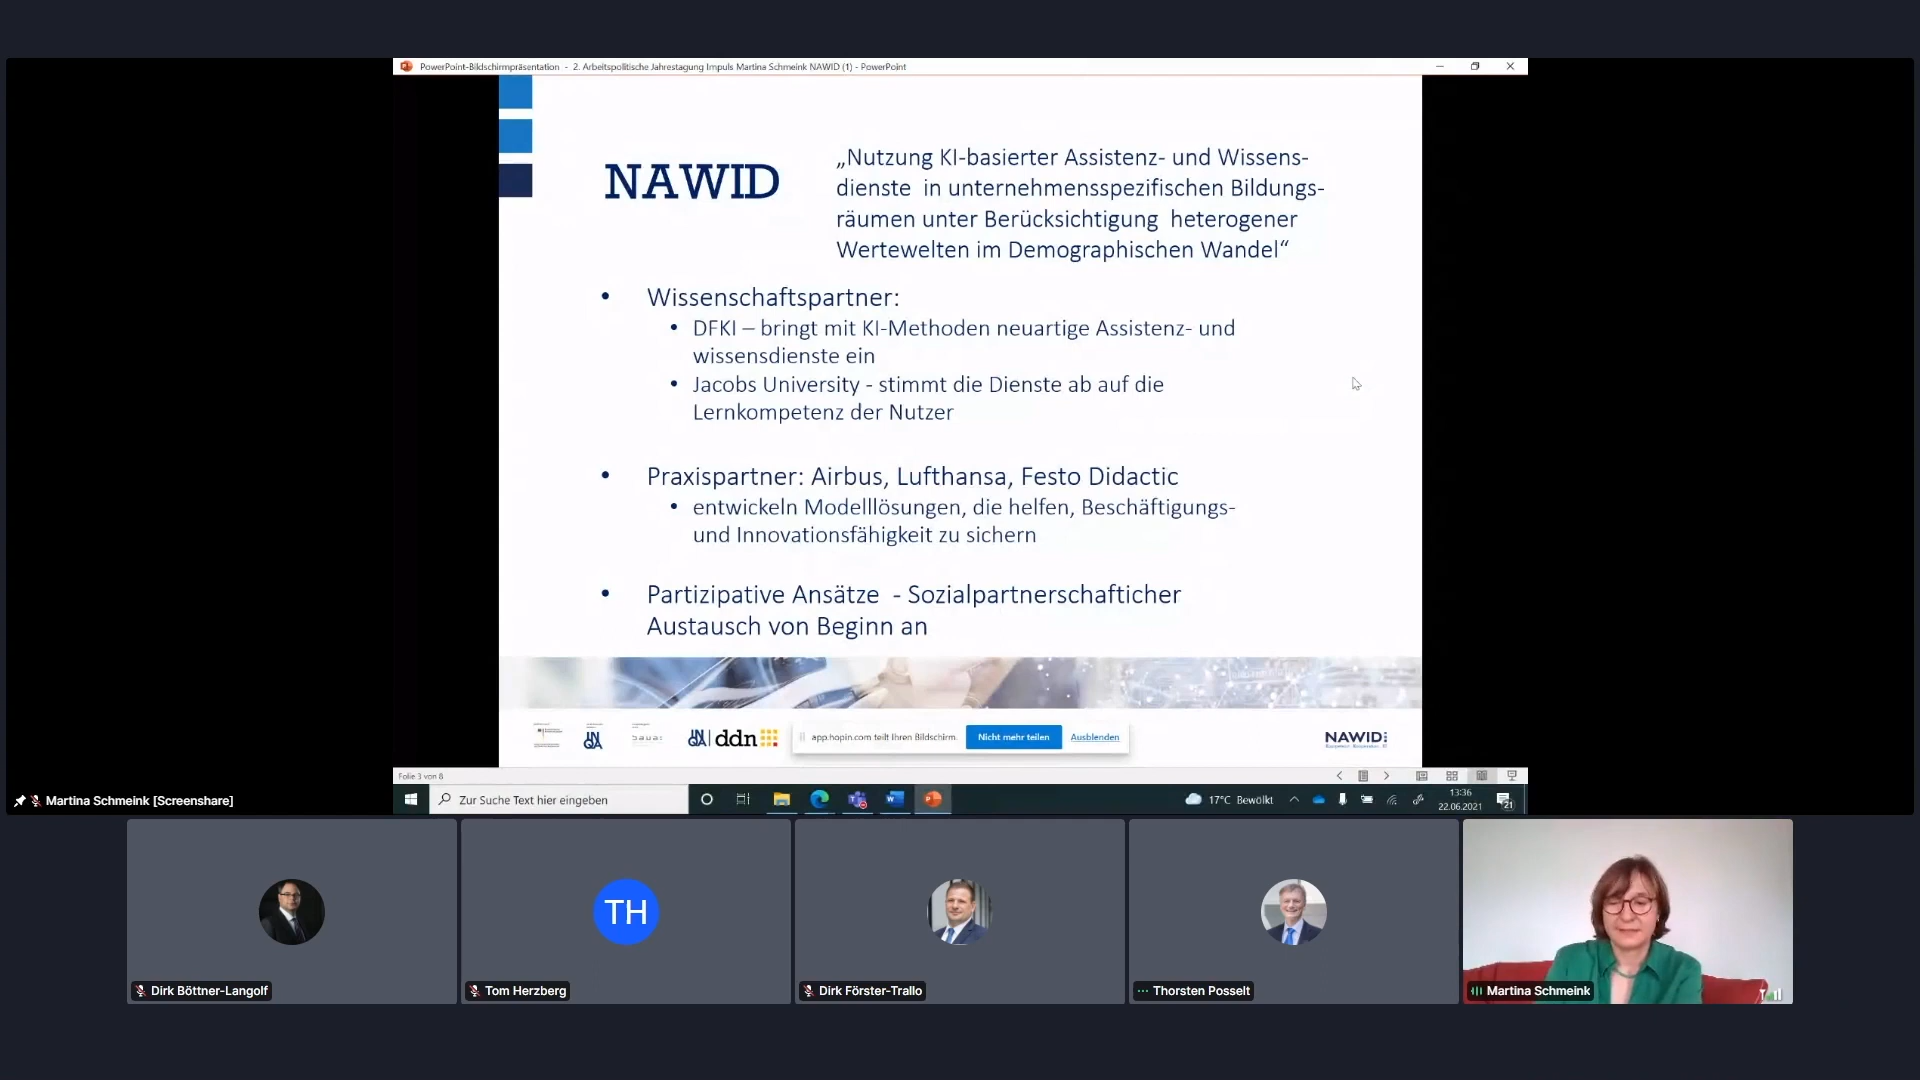 PowerPoint-Bildschirmpräsentation - 2. Arbeitspolitische Jahrestagung Impuls Martina Schmeink NAWID (1) - PowerPoint
NAWID
„Nutzung KI-basierter Assistenz- und Wissens-
dienste in unternehmensspezifischen Bildungs-
räumen unter Berücksichtigung heterogener
Wertewelten im Demographischen Wandel“
• Wissenschaftspartner:
• DFKI – bringt mit KI-Methoden neuartige Assistenz- und
wissensdienste ein
• Jacobs University - stimmt die Dienste ab auf die
Lernkompetenz der Nutzer
• Praxispartner: Airbus, Lufthansa, Festo Didactic
• entwickeln Modelllösungen, die helfen, Beschäftigungs-
und Innovationsfähigkeit zu sichern
• Partizipative Ansätze - Sozialpartnerschafticher
Austausch von Beginn an
INQA
baua:
INQA ddn
app.hopin.com teilt Ihren Bildschirm.
Nicht mehr teilen
Ausblenden
NAWID
Folie 3 von 8
Zur Suche Text hier eingeben
17°C Bewölkt
13:36
22.06.2021
21
Martina Schmeink [Screenshare]
TH
Dirk Böttner-Langolf
Tom Herzberg
Dirk Förster-Trallo
Thorsten Posselt
Martina Schmeink